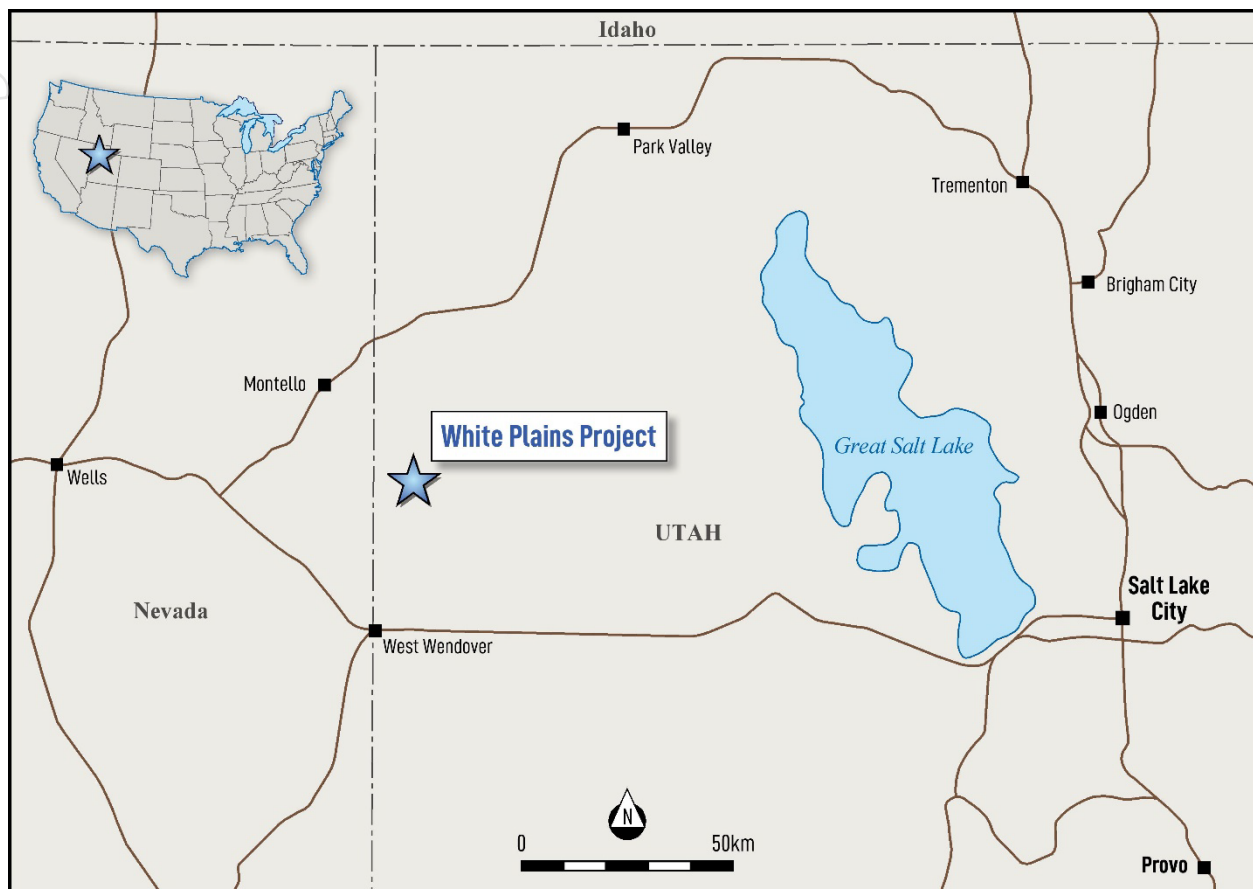 Idaho
Park Valley
Trementon
Brigham City
Montello
White Plains Project
Ogden
Great Salt Lake
Wells
UTAH
Nevada
Salt Lake
City
West Wendover
N
0
50km
Provo